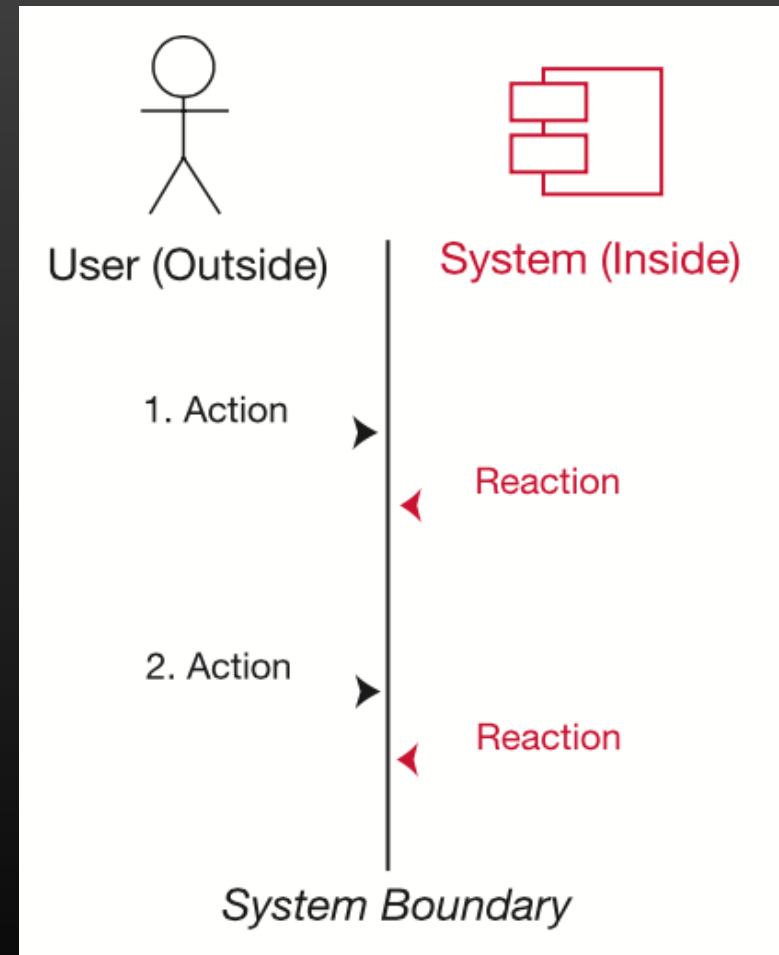 User (Outside)
System (Inside)
1. Action
Reaction
2. Action
Reaction
System Boundary